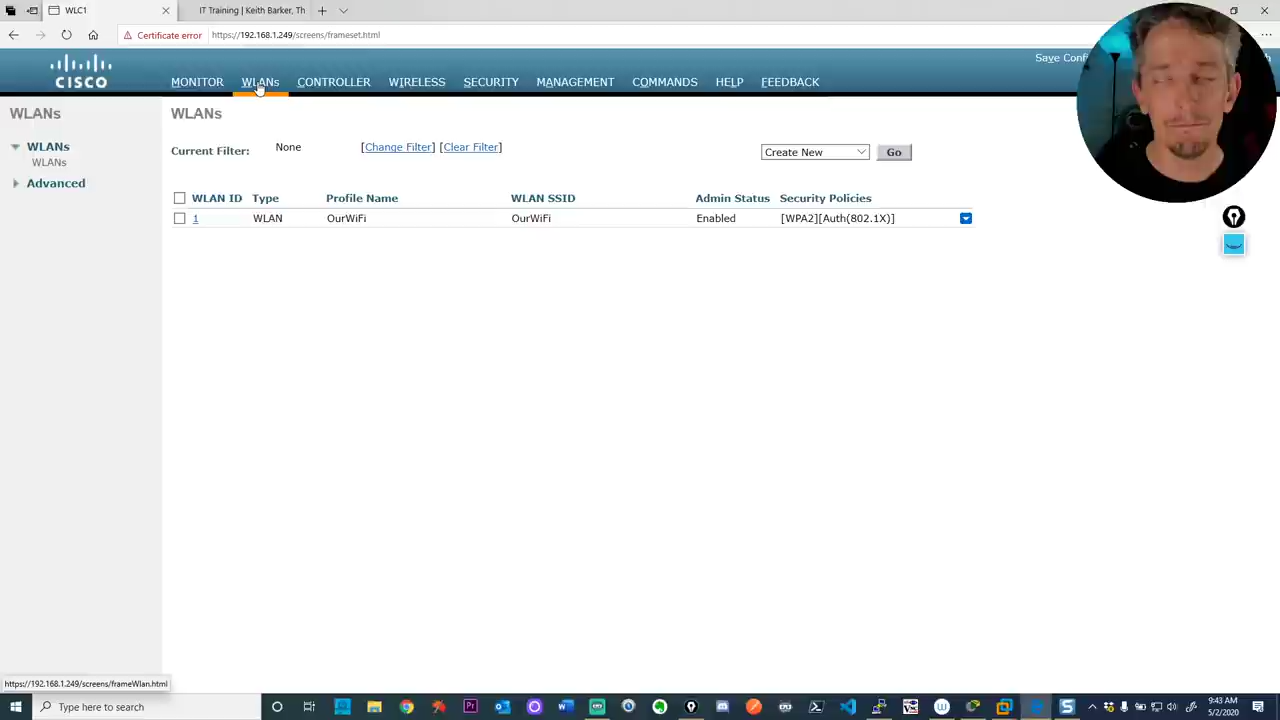 WLC1
IT Training | Keith Barker, Th
Certificate error
https://192.168.1.249/screens/frameset.html
Save Confi
CISCO
MONITOR WLANs CONTROLLER WIRELESS SECURITY MANAGEMENT COMMANDS HELP FEEDBACK
WLANs
WLANs
WLANs
WLANs
Advanced
Current Filter: None [Change Filter] [Clear Filter]
Create New Go
WLAN ID Type Profile Name WLAN SSID Admin Status Security Policies
1 WLAN OurWiFi OurWiFi Enabled [WPA2][Auth(802.1X)]
https://192.168.1.249/screens/frameWlan.html
Type here to search
9:43 AM
5/2/2020